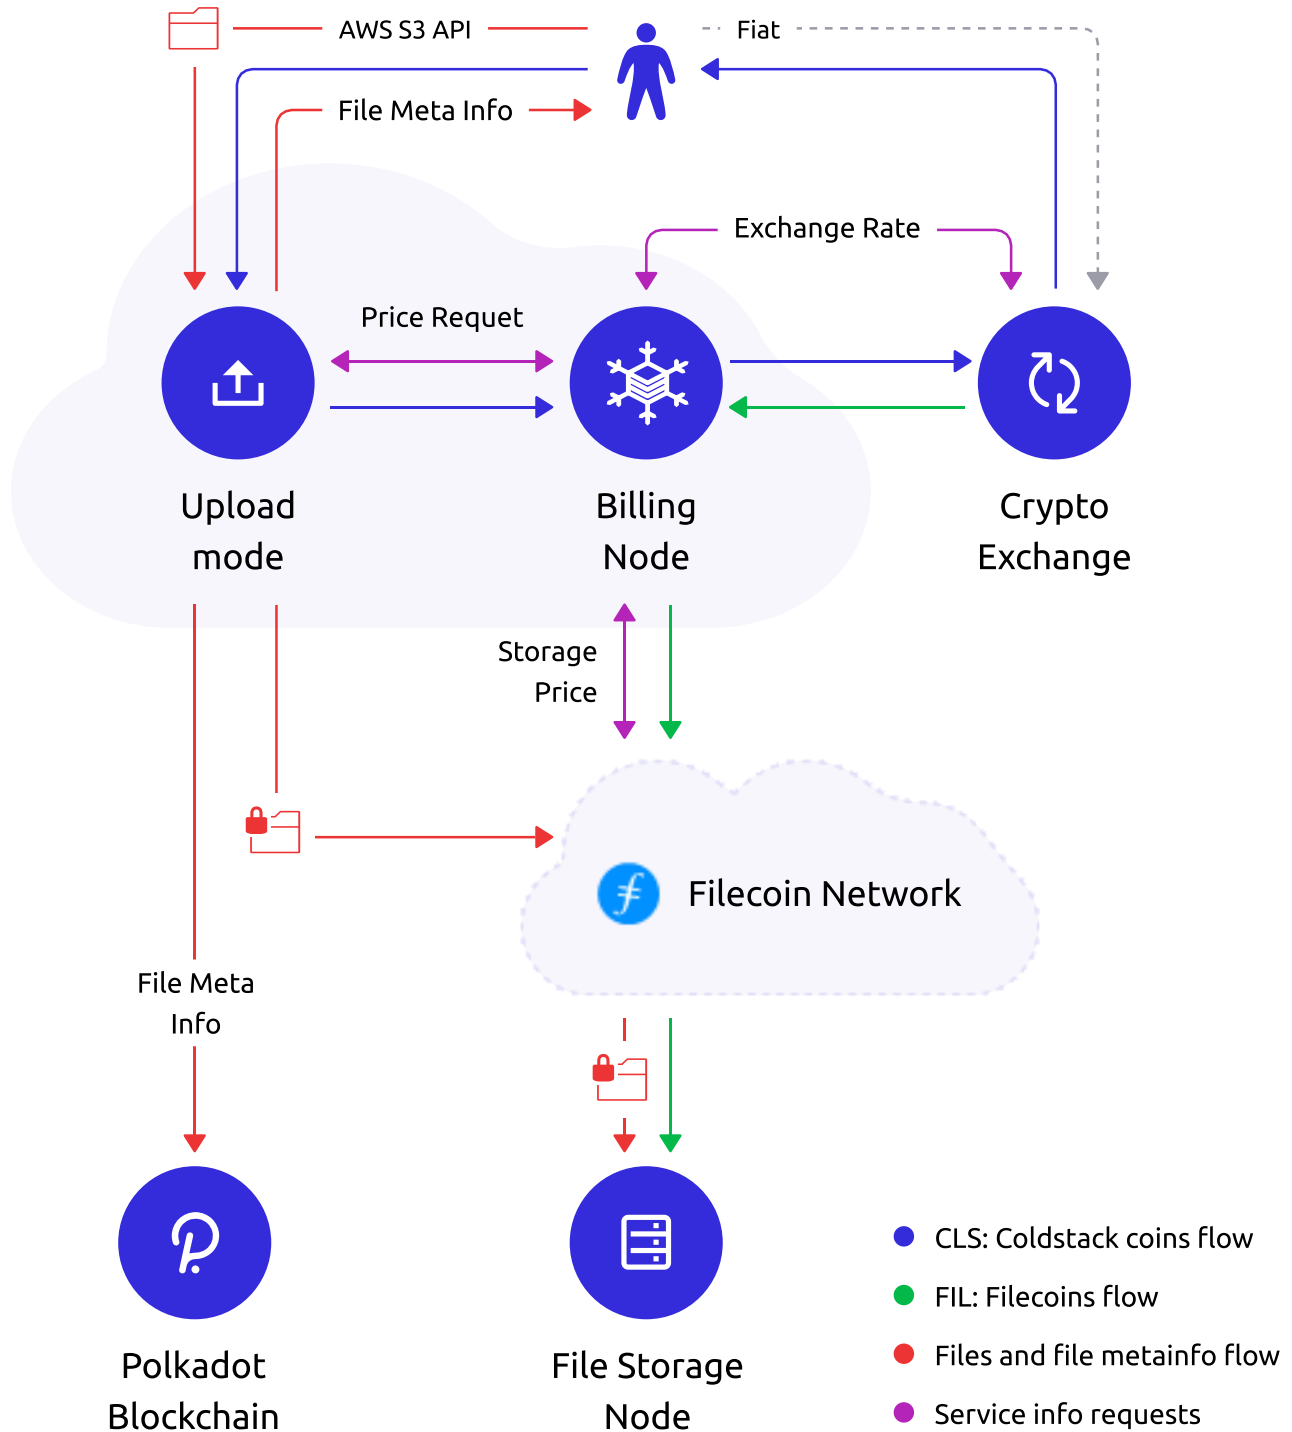 AWS S3 API
Fiat
File Meta Info
Exchange Rate
Price Requet
Upload
mode
Billing
Node
Crypto
Exchange
Storage
Price
Filecoin Network
File Meta
Info
Polkadot
Blockchain
File Storage
Node
CLS: Coldstack coins flow
FIL: Filecoins flow
Files and file metainfo flow
Service info requests